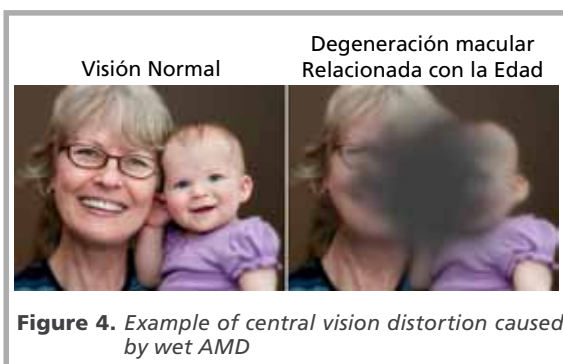 Visión Normal
Degeneración macular
Relacionada con la Edad
Figure 4. Example of central vision distortion caused
by wet AMD